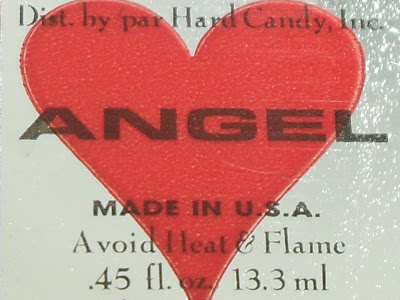 Dist. by/par Hard Candy, Inc.
ANGEL
MADE IN U.S.A.
Avoid Heat & Flame
.45 fl. oz. 13.3 ml